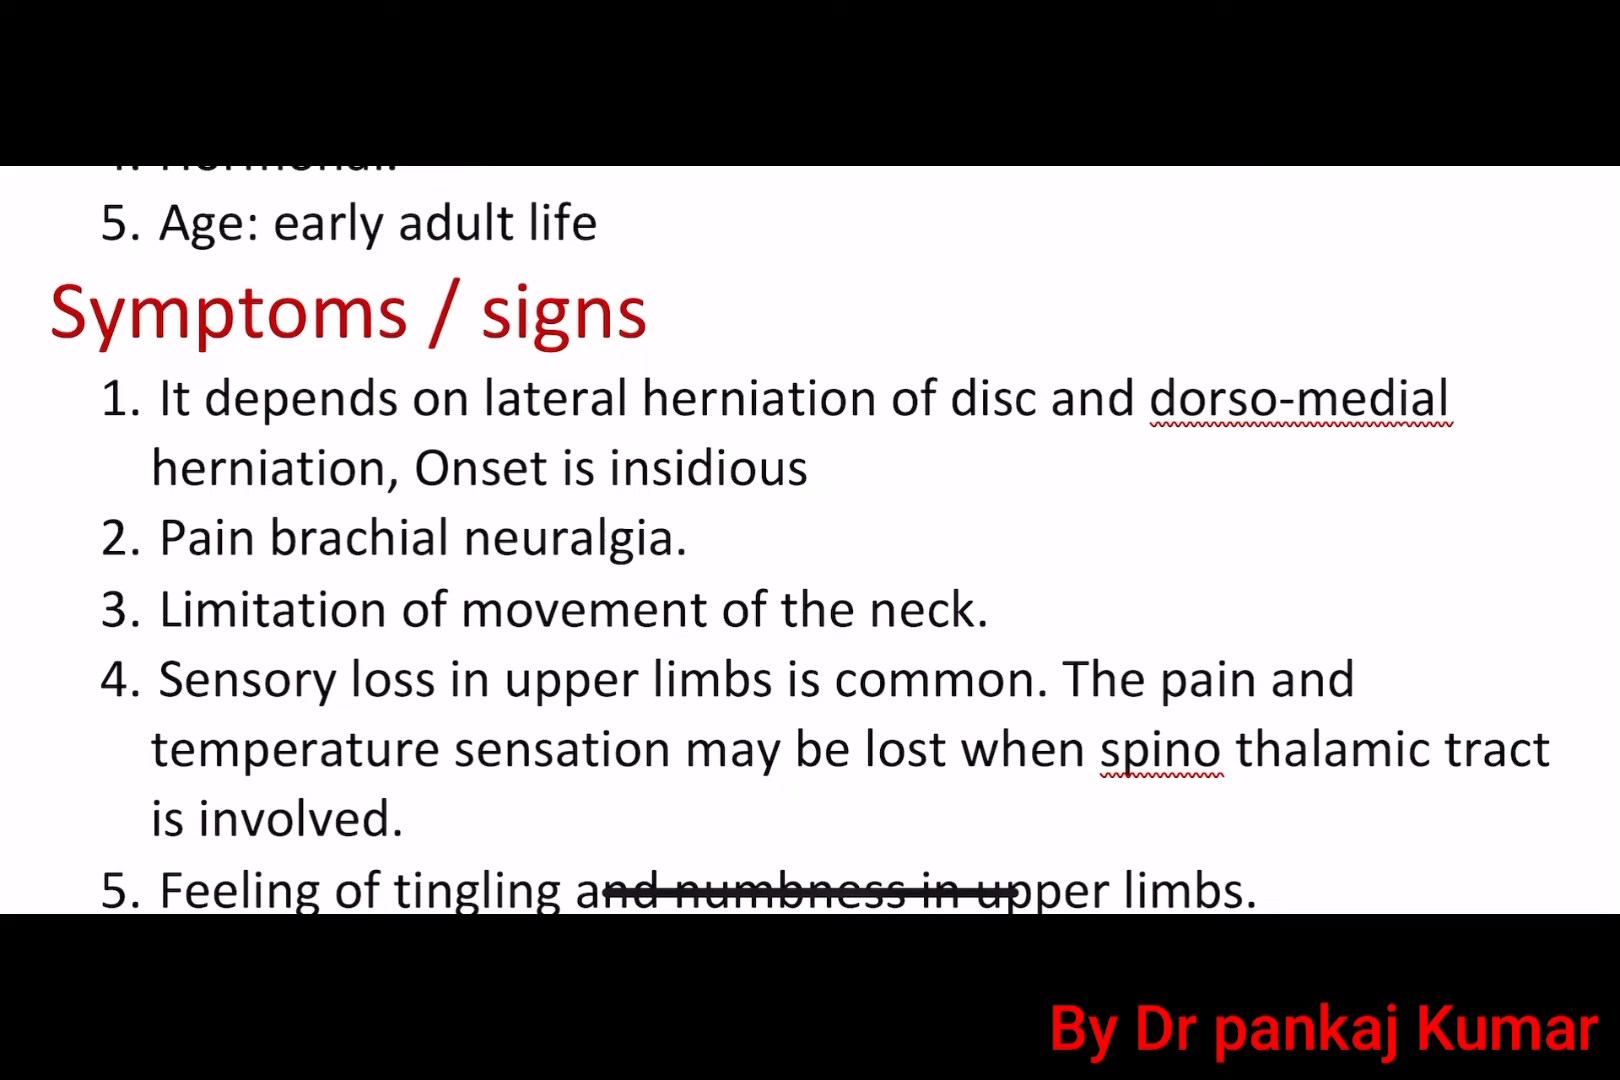 4. Hormonal.
5. Age: early adult life
Symptoms / signs
1. It depends on lateral herniation of disc and dorso-medial
herniation, Onset is insidious
2. Pain brachial neuralgia.
3. Limitation of movement of the neck.
4. Sensory loss in upper limbs is common. The pain and
temperature sensation may be lost when spino thalamic tract
is involved.
5. Feeling of tingling and numbness in upper limbs.
By Dr pankaj Kumar